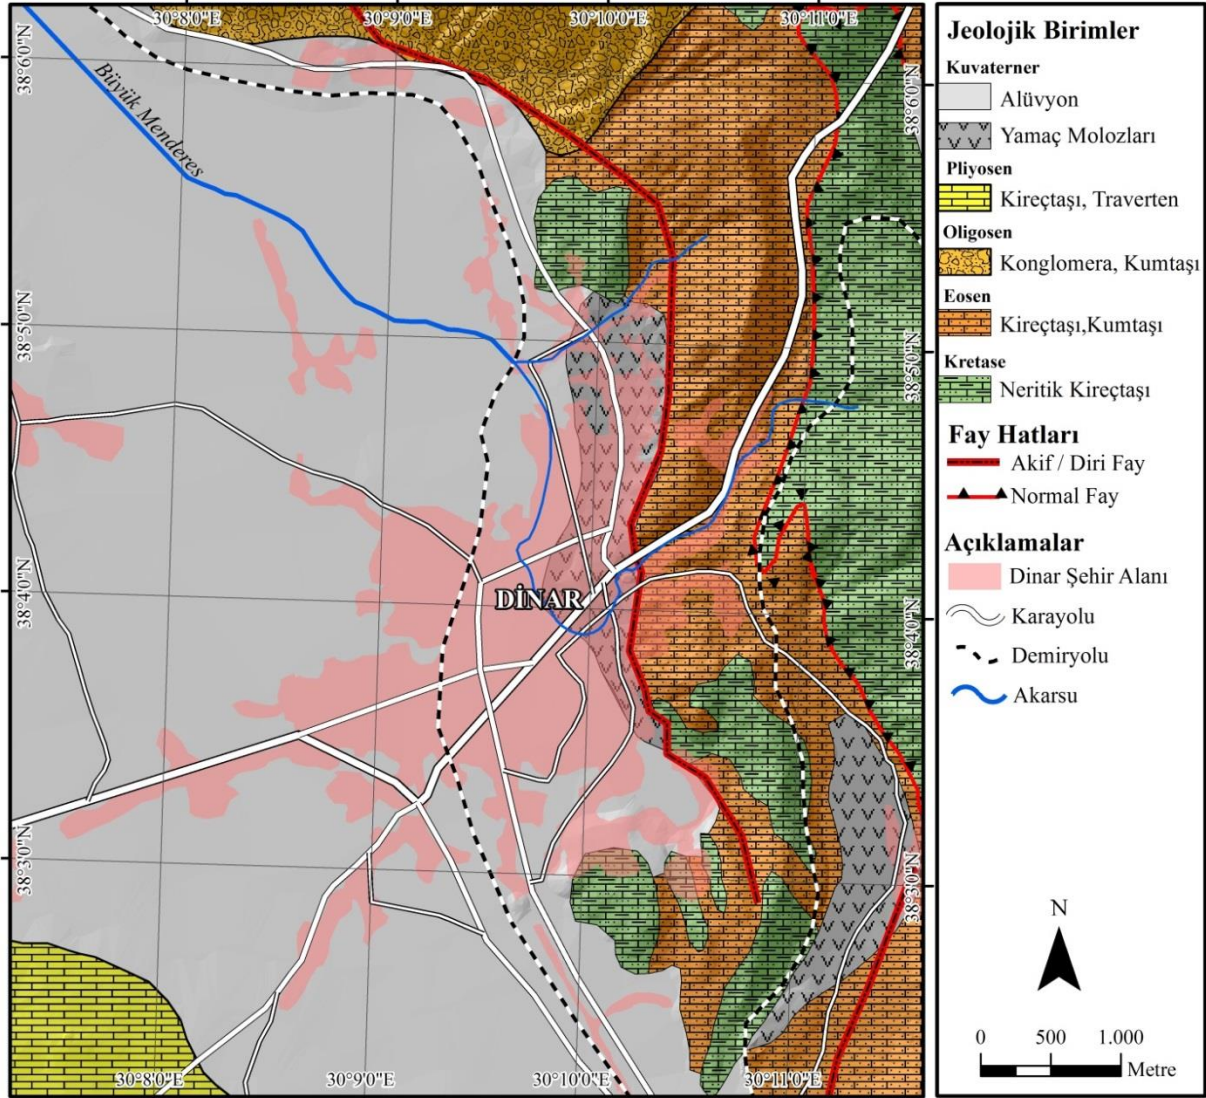 30°8'0"E
30°9'0"E
30°10'0"E
30°11'0"E
38°6'0"N
38°6'0"N
Büyük Menderes
38°5'0"N
38°5'0"N
38°4'0"N
DİNAR
38°4'0"N
38°3'0"N
38°3'0"N
30°8'0"E
30°9'0"E
30°10'0"E
30°11'0"E
Jeolojik Birimler
Kuvaterner
Alüvyon
Yamaç Molozları
Pliyosen
Kireçtaşı, Traverten
Oligosen
Konglomera, Kumtaşı
Eosen
Kireçtaşı,Kumtaşı
Kretase
Neritik Kireçtaşı
Fay Hatları
Akif / Diri Fay
Normal Fay
Açıklamalar
Dinar Şehir Alanı
Karayolu
Demiryolu
Akarsu
N
0 500 1.000
Metre